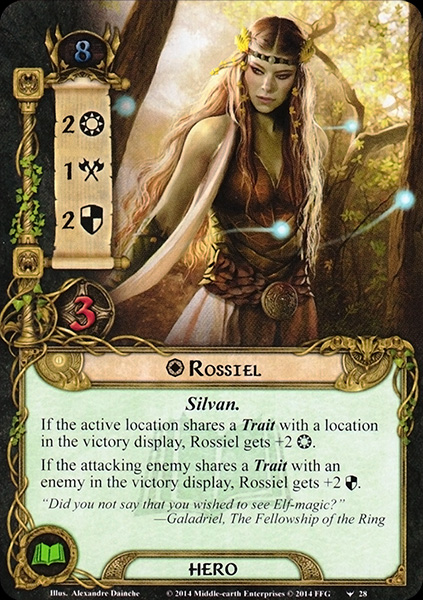 8
2
1
2
3
Rossiel
Silvan.
If the active location shares a Trait with a location
in the victory display, Rossiel gets +2 .
If the attacking enemy shares a Trait with an
enemy in the victory display, Rossiel gets +2 .
“Did you not say that you wished to see Elf-magic?”
—Galadriel, The Fellowship of the Ring
HERO
Illus. Alexandre Dainche © 2014 Middle-earth Enterprises © 2014 FFG 28